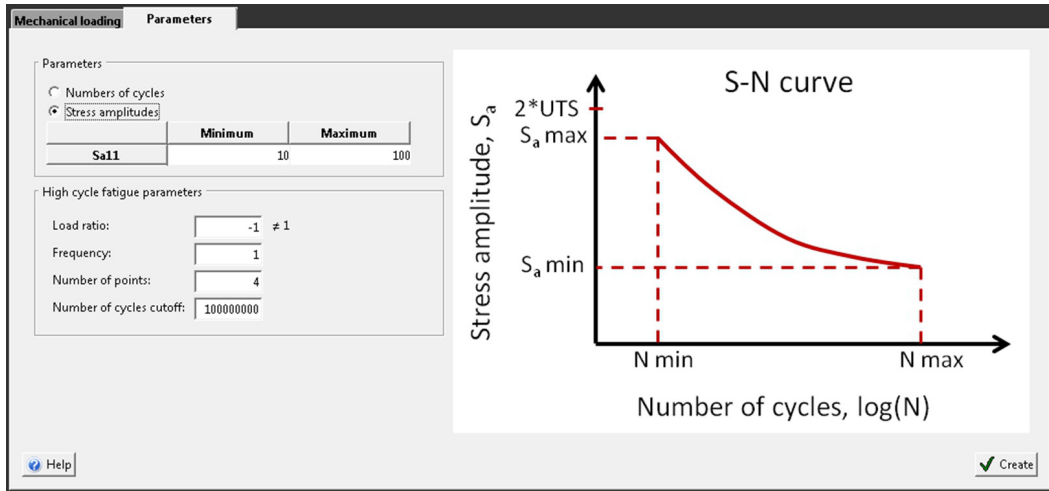 Mechanical loading Parameters
Parameters
Numbers of cycles
Stress amplitudes
Minimum Maximum
Sa11 10 100
High cycle fatigue parameters
Load ratio: -1 ≠ 1
Frequency: 1
Number of points: 4
Number of cycles cutoff: 100000000
S-N curve
Stress amplitude, Sa
2*UTS
Sa max
Sa min
N min N max
Number of cycles, log(N)
Help
Create